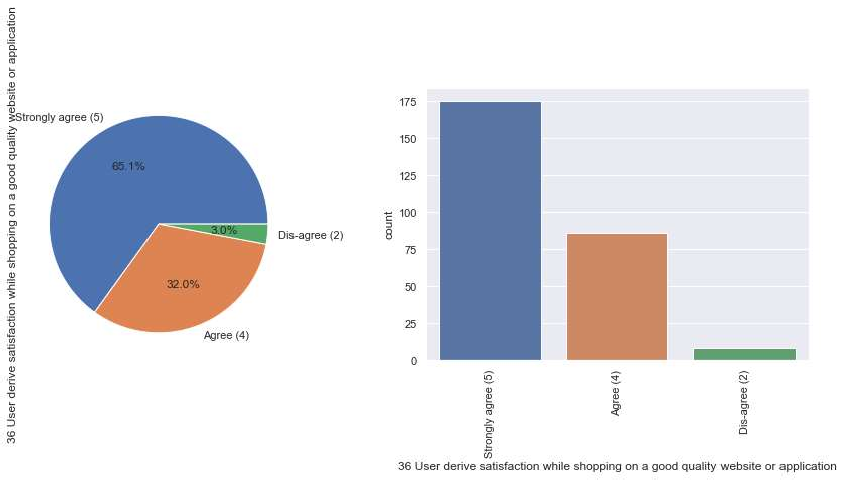 36 User derive satisfaction while shopping on a good quality website or application
Strongly agree (5)
65.1%
3.0%
Dis-agree (2)
32.0%
Agree (4)
count
175
150
125
100
75
50
25
0
Strongly agree (5)
Agree (4)
Dis-agree (2)
36 User derive satisfaction while shopping on a good quality website or application